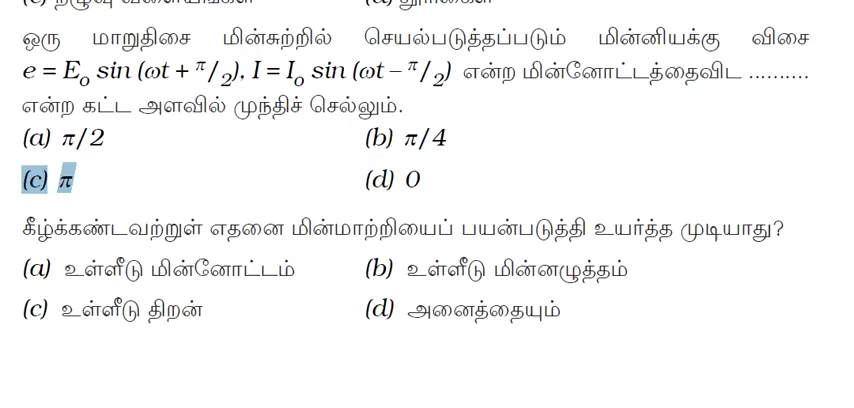 ஒரு மாறுதிசை மின்சுற்றில் செயல்படுத்தப்படும் மின்னியக்கு விசை
e = E₀ sin (ωt + π/2), I = I₀ sin (ωt − π/2) என்ற மின்னோட்டத்தைவிட ..........
என்ற கட்ட அளவில் முந்திச் செல்லும்.
(a) π/2 (b) π/4
(c) π (d) 0
கீழ்க்கண்டவற்றுள் எதனை மின்மாற்றியைப் பயன்படுத்தி உயர்த்த முடியாது?
(a) உள்ளீடு மின்னோட்டம் (b) உள்ளீடு மின்னழுத்தம்
(c) உள்ளீடு திறன் (d) அனைத்தையும்